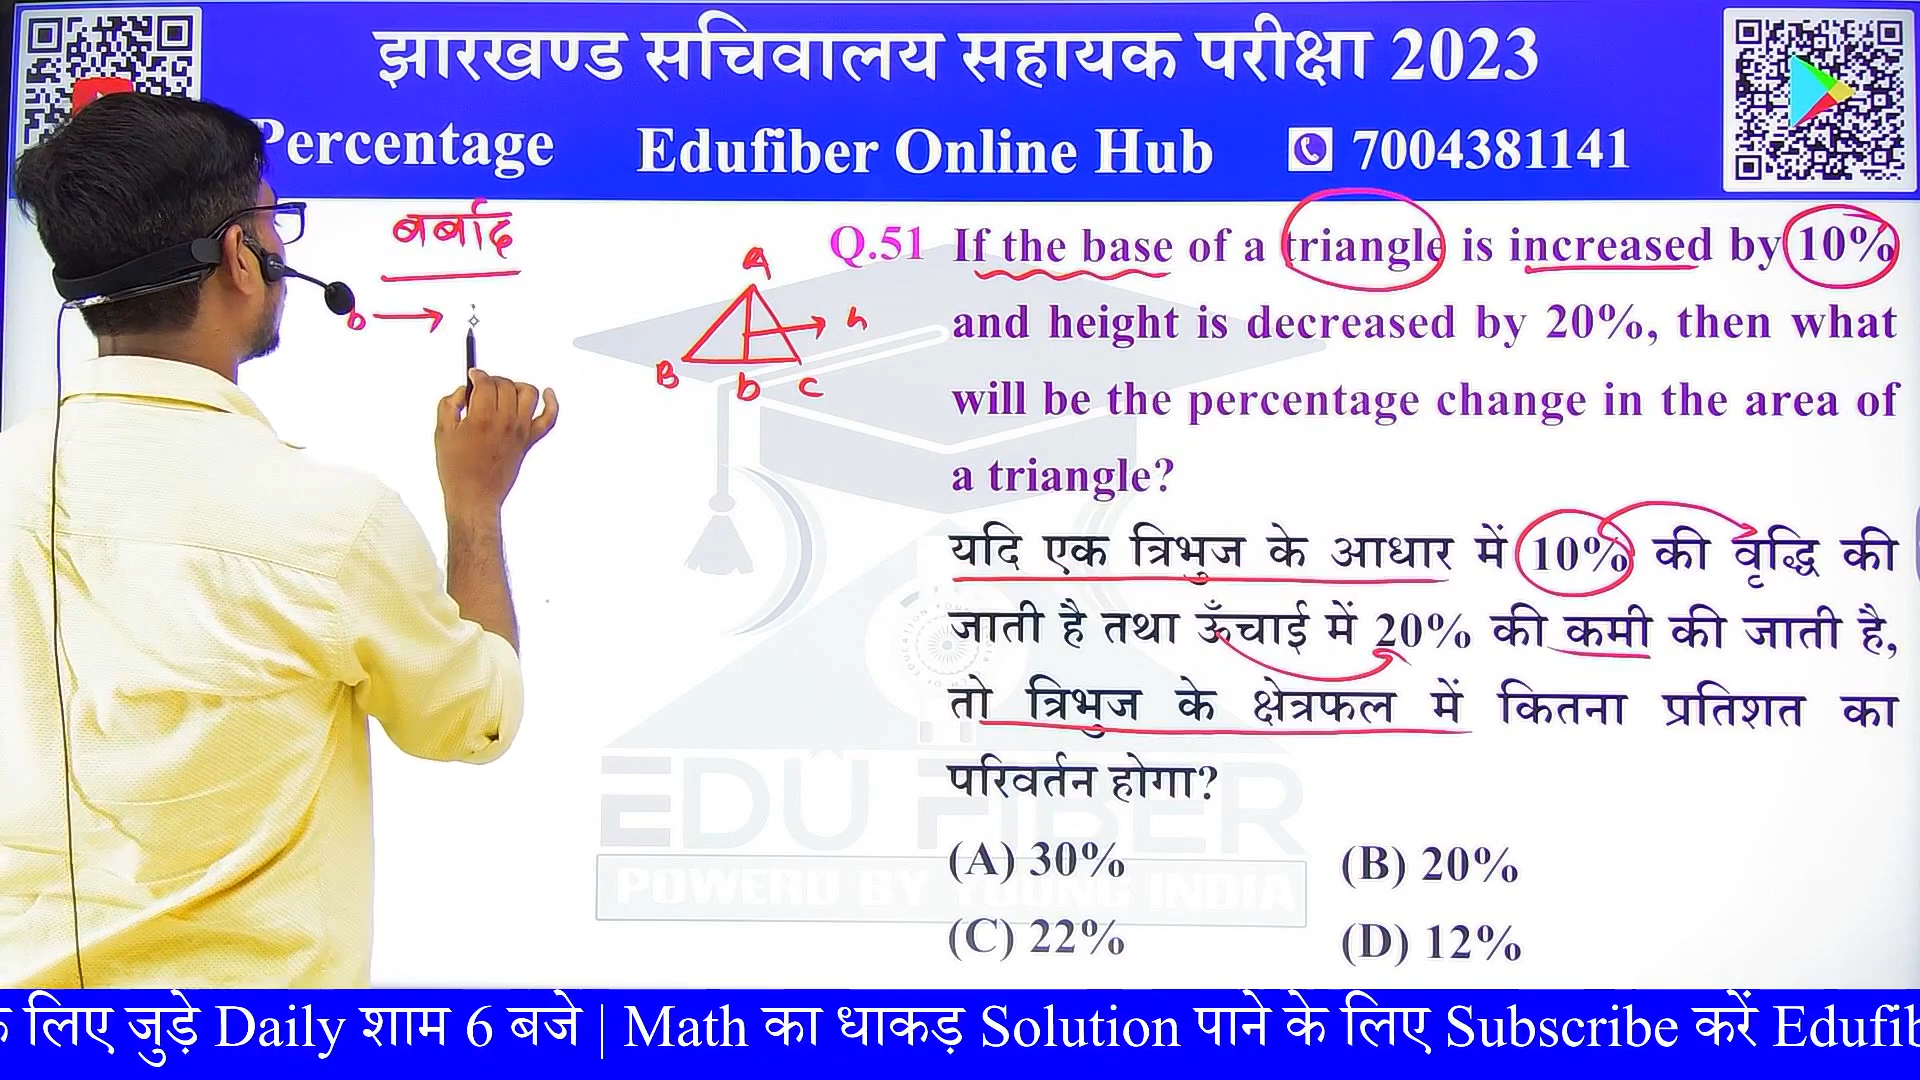 झारखण्ड सचिवालय सहायक परीक्षा 2023
Percentage Edufiber Online Hub 7004381141
बर्बाद
b →
A
h
B b C
Q.51 If the base of a triangle is increased by 10%
and height is decreased by 20%, then what
will be the percentage change in the area of
a triangle?
यदि एक त्रिभुज के आधार में 10% की वृद्धि की
जाती है तथा ऊँचाई में 20% की कमी की जाती है,
तो त्रिभुज के क्षेत्रफल में कितना प्रतिशत का
परिवर्तन होगा?
(A) 30% (B) 20%
(C) 22% (D) 12%
EDU FIBER
POWERD BY YOUNG INDIA
लिए जुड़े Daily शाम 6 बजे | Math का धाकड़ Solution पाने के लिए Subscribe करें